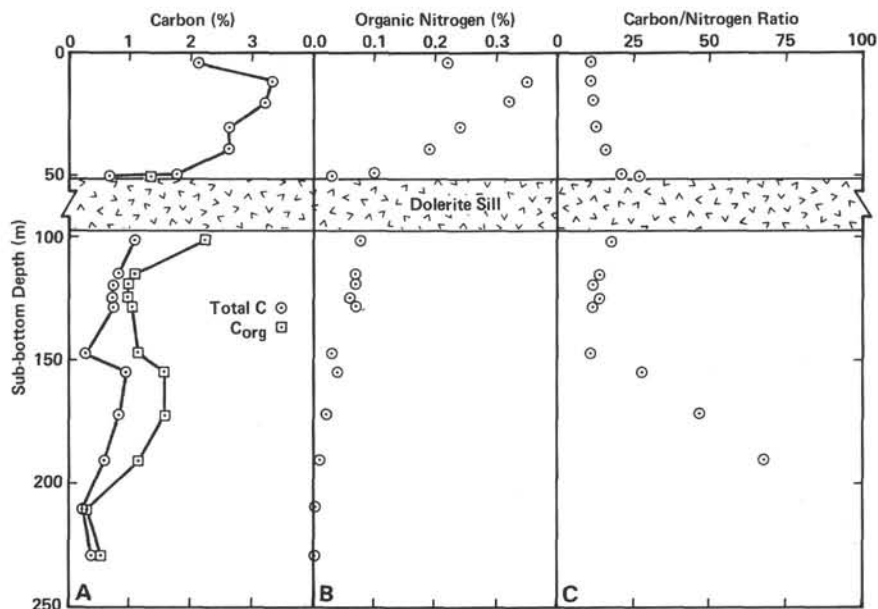 Carbon (%)
Organic Nitrogen (%)
Carbon/Nitrogen Ratio
0 1 2 3 0.0 0.1 0.2 0.3 0 25 50 75 100
0
50
100
150
200
250
Sub-bottom Depth (m)
Dolerite Sill
Total C
Corg
A
B
C